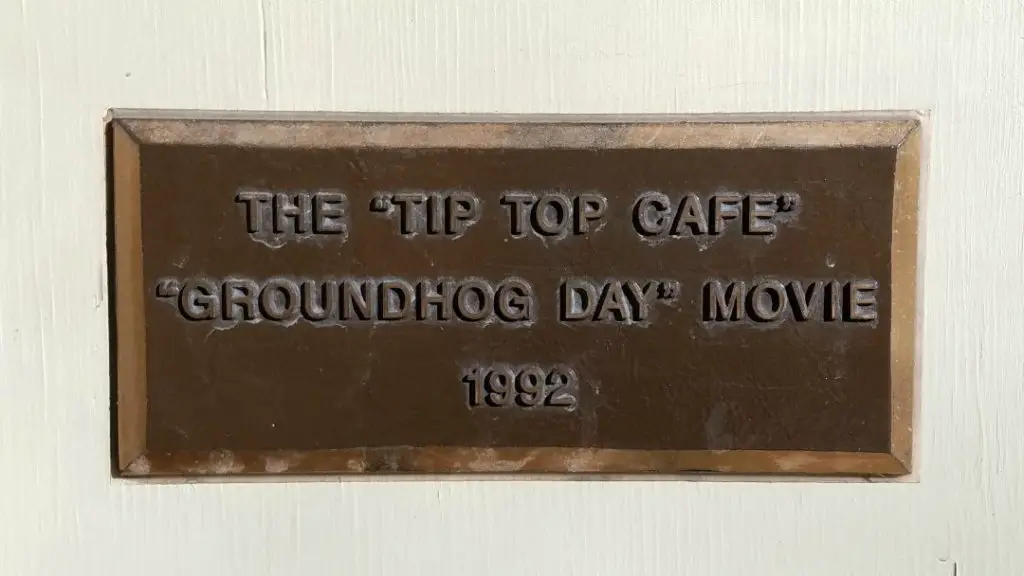 THE “TIP TOP CAFE”
“GROUNDHOG DAY” MOVIE
1992